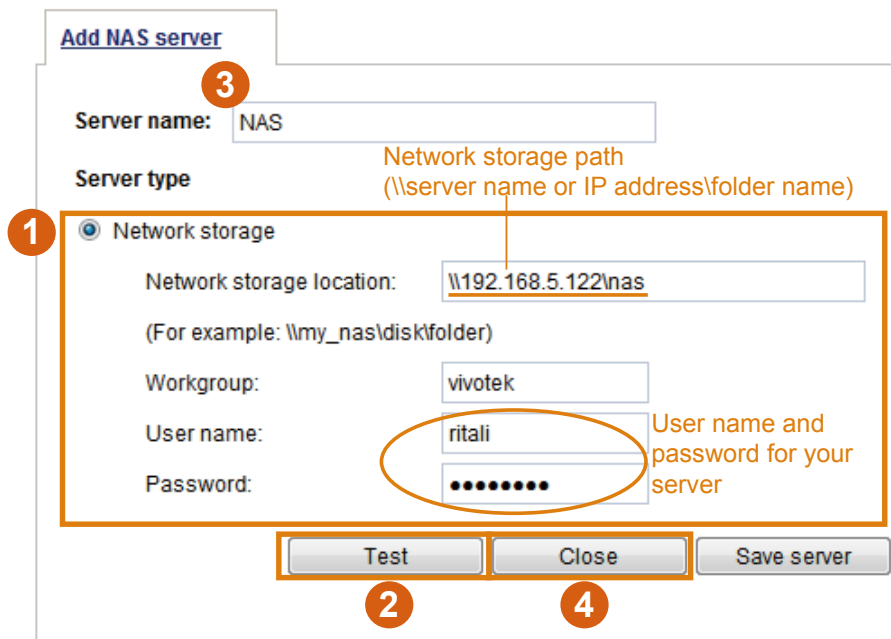 Add NAS server
3
Server name: NAS
Network storage path
(\\server name or IP address\folder name)
Server type
1
Network storage
Network storage location: \\192.168.5.122\nas
(For example: \\my_nas\disk\folder)
Workgroup: vivotek
User name: ritali
User name and
password for your
server
Password: ●●●●●●●●
Test Close Save server
2 4